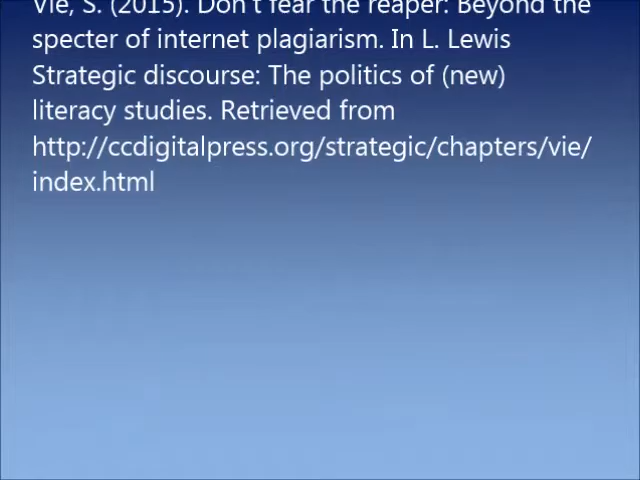 Vie, S. (2015). Don't fear the reaper: Beyond the
specter of internet plagiarism. In L. Lewis
Strategic discourse: The politics of (new)
literacy studies. Retrieved from
http://ccdigitalpress.org/strategic/chapters/vie/
index.html